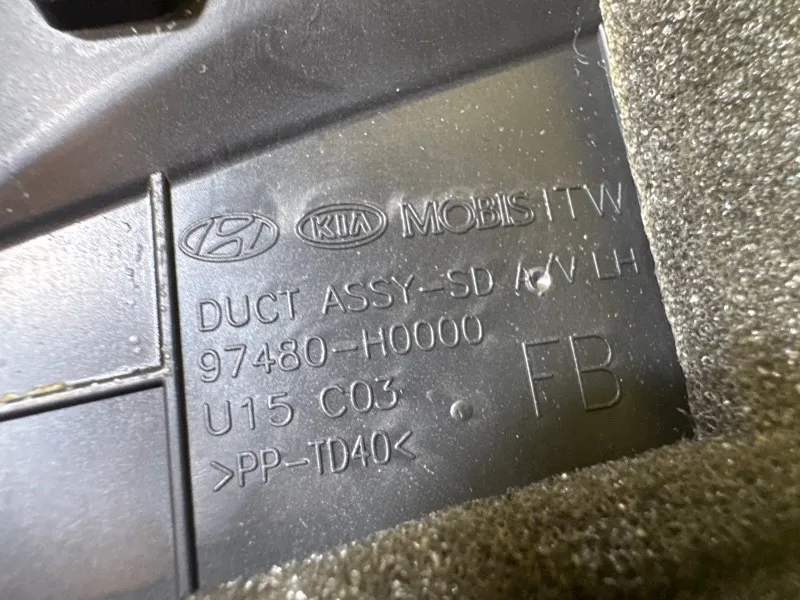 KIA MOBIS ITW
DUCT ASSY-SD A/V LH
97480-H0000
U15 C03
FB
>PP-TD40<